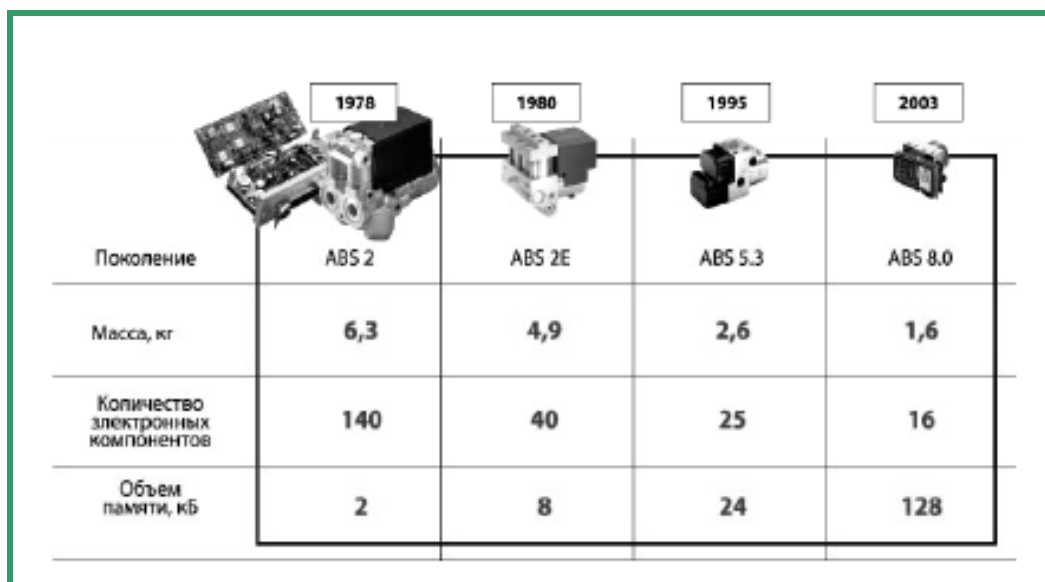 1978 1980 1995 2003
Поколение ABS 2 ABS 2E ABS 5.3 ABS 8.0
Масса, кг 6,3 4,9 2,6 1,6
Количество
электронных
компонентов 140 40 25 16
Объем
памяти, кБ 2 8 24 128